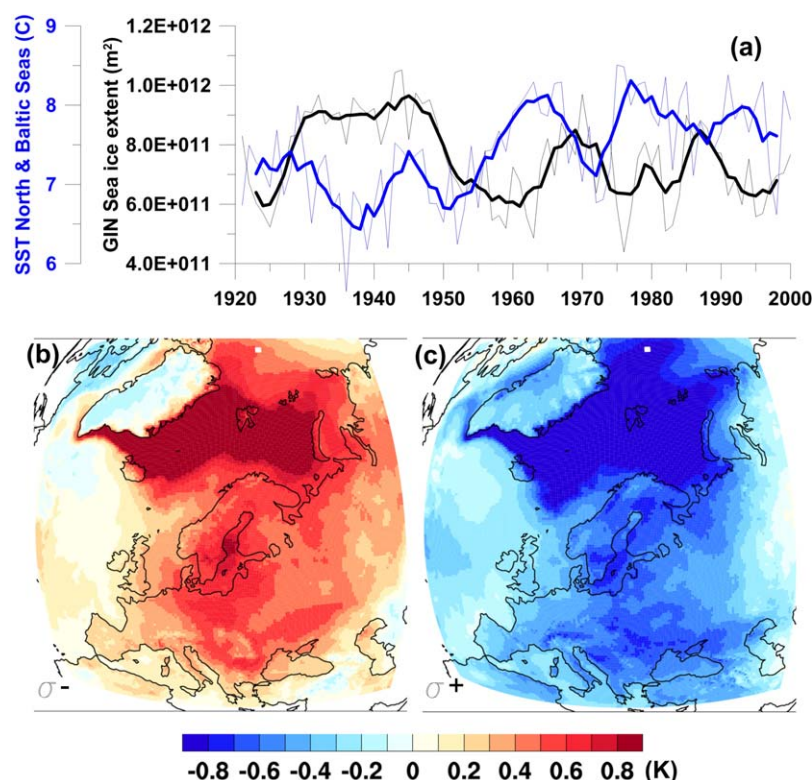 SST North & Baltic Seas (C)
9
8
7
6
GIN Sea ice extent (m²)
1.2E+012
1.0E+012
8.0E+011
6.0E+011
4.0E+011
(a)
1920 1930 1940 1950 1960 1970 1980 1990 2000
(b)
(c)
σ -
σ +
-0.8 -0.6 -0.4 -0.2 0 0.2 0.4 0.6 0.8 (K)